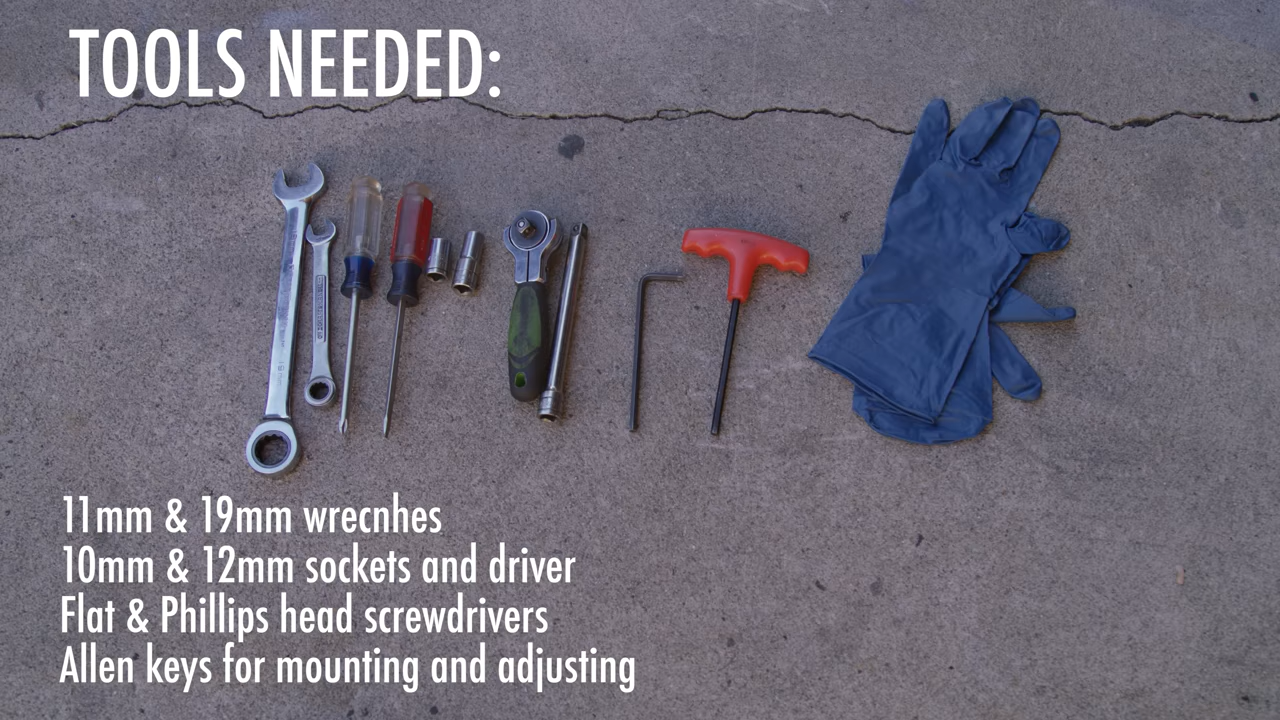 TOOLS NEEDED:
11mm & 19mm wrecnhes
10mm & 12mm sockets and driver
Flat & Phillips head screwdrivers
Allen keys for mounting and adjusting